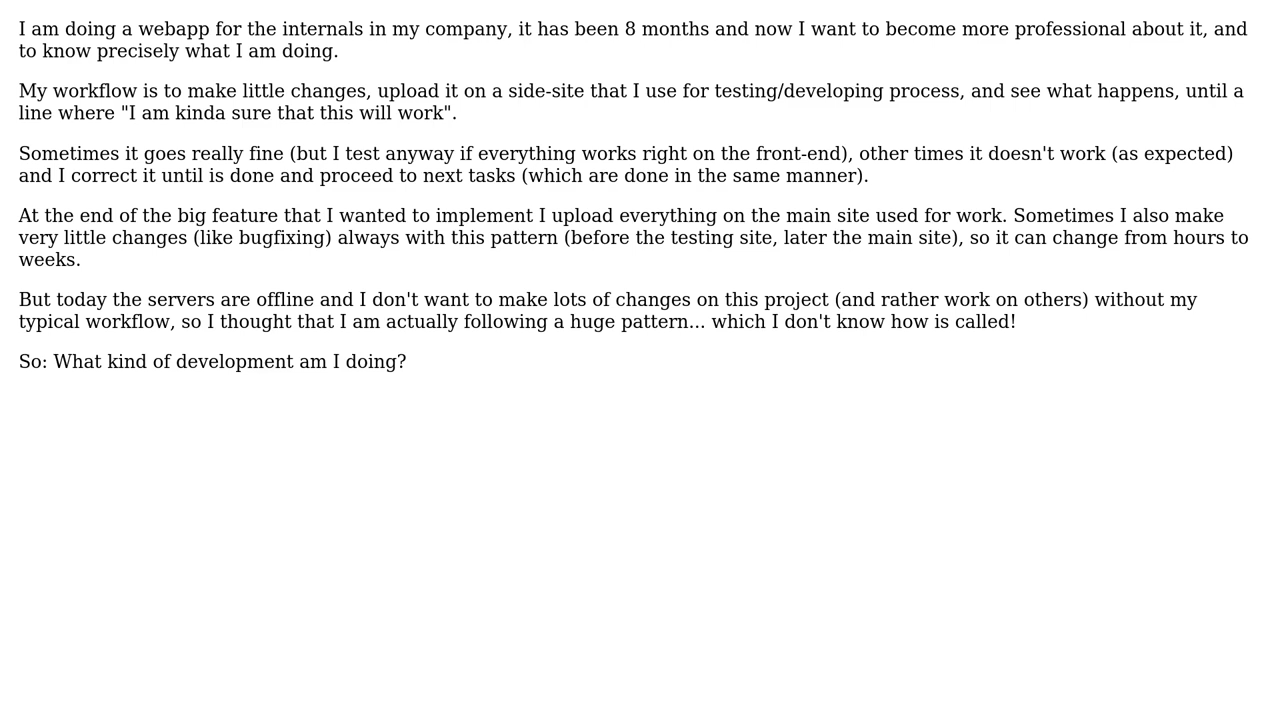 I am doing a webapp for the internals in my company, it has been 8 months and now I want to become more professional about it, and
to know precisely what I am doing.
My workflow is to make little changes, upload it on a side-site that I use for testing/developing process, and see what happens, until a
line where "I am kinda sure that this will work".
Sometimes it goes really fine (but I test anyway if everything works right on the front-end), other times it doesn't work (as expected)
and I correct it until is done and proceed to next tasks (which are done in the same manner).
At the end of the big feature that I wanted to implement I upload everything on the main site used for work. Sometimes I also make
very little changes (like bugfixing) always with this pattern (before the testing site, later the main site), so it can change from hours to
weeks.
But today the servers are offline and I don't want to make lots of changes on this project (and rather work on others) without my
typical workflow, so I thought that I am actually following a huge pattern... which I don't know how is called!
So: What kind of development am I doing?